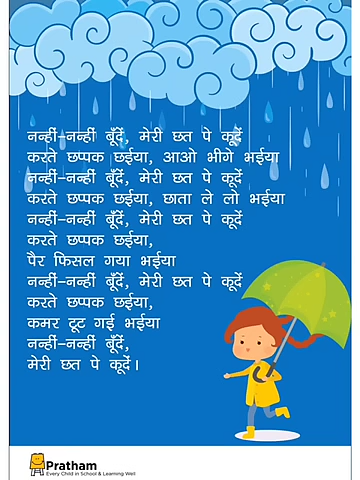 नन्हीं-नन्हीं बूँदें, मेरी छत पे कूदें
करते छप्पक छईया, आओ भीगे भईया
नन्हीं-नन्हीं बूँदें, मेरी छत पे कूदें
करते छप्पक छईया, छाता ले लो भईया
नन्हीं-नन्हीं बूँदें, मेरी छत पे कूदें
करते छप्पक छईया,
पैर फिसल गया भईया
नन्हीं-नन्हीं बूँदें, मेरी छत पे कूदें
करते छप्पक छईया,
कमर टूट गई भईया
नन्हीं-नन्हीं बूँदें,
मेरी छत पे कूदें।
Pratham
Every Child in School & Learning Well